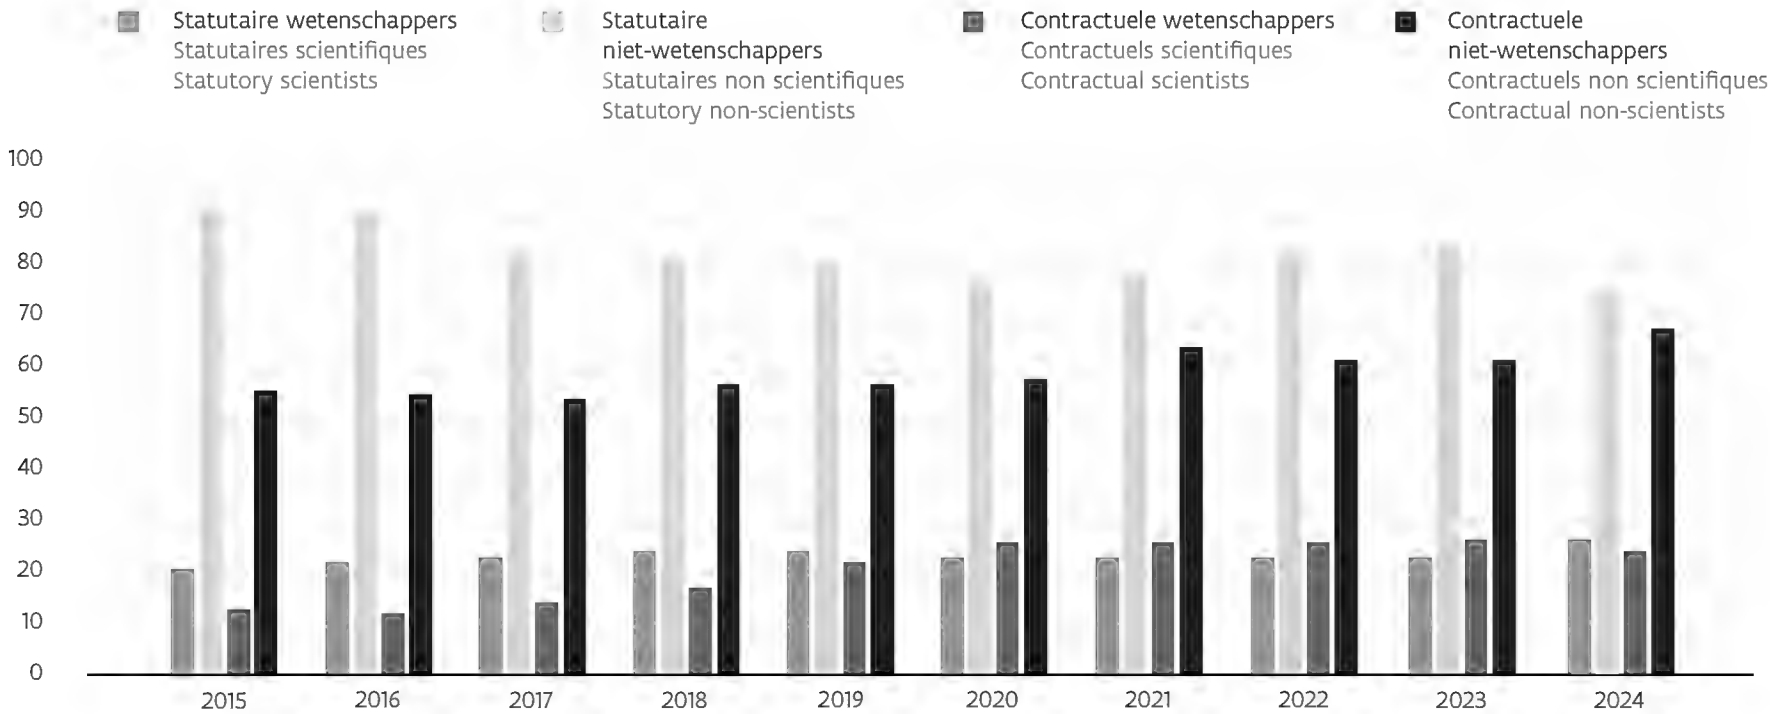 Statutaire wetenschappers
Statutaires scientifiques
Statutory scientists
Statutaire
niet-wetenschappers
Statutaires non scientifiques
Statutory non-scientists
Contractuele wetenschappers
Contractuels scientifiques
Contractual scientists
Contractuele
niet-wetenschappers
Contractuels non scientifiques
Contractual non-scientists
100
90
80
70
60
50
40
30
20
10
0
2015 2016 2017 2018 2019 2020 2021 2022 2023 2024